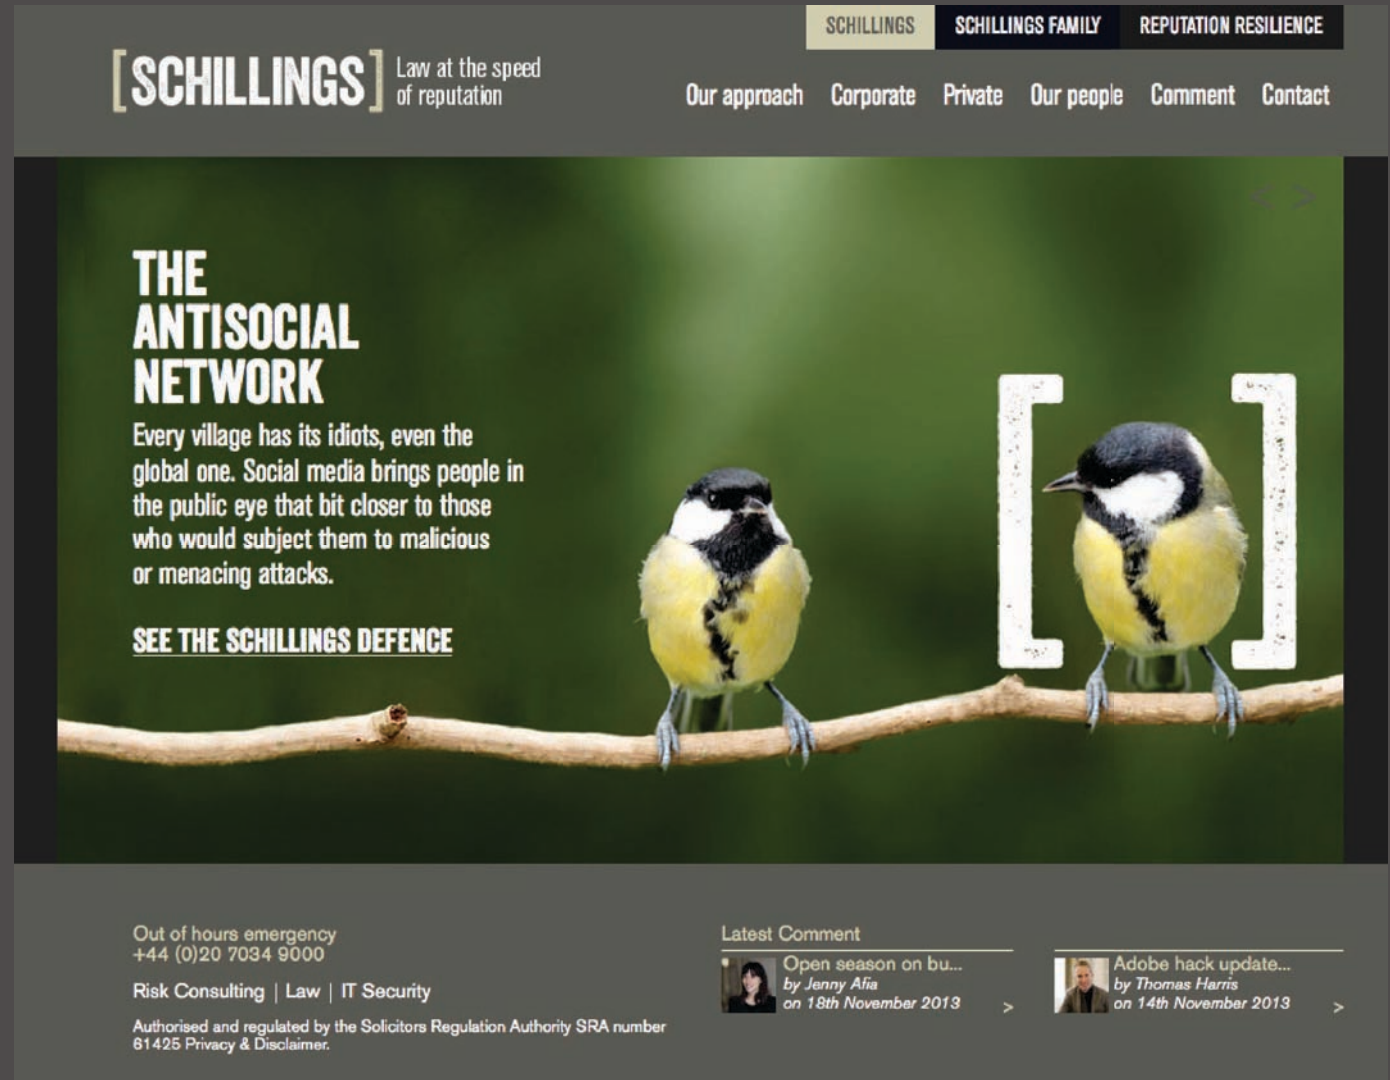 SCHILLINGS
SCHILLINGS FAMILY
REPUTATION RESILIENCE
[SCHILLINGS]
Law at the speed
of reputation
Our approach
Corporate
Private
Our people
Comment
Contact
< >
THE
ANTISOCIAL
NETWORK
Every village has its idiots, even the
global one. Social media brings people in
the public eye that bit closer to those
who would subject them to malicious
or menacing attacks.
SEE THE SCHILLINGS DEFENCE
[ ]
Out of hours emergency
+44 (0)20 7034 9000
Risk Consulting | Law | IT Security
Authorised and regulated by the Solicitors Regulation Authority SRA number
61425 Privacy & Disclaimer.
Latest Comment
Open season on bu...
by Jenny Afia
on 18th November 2013
>
Adobe hack update...
by Thomas Harris
on 14th November 2013
>